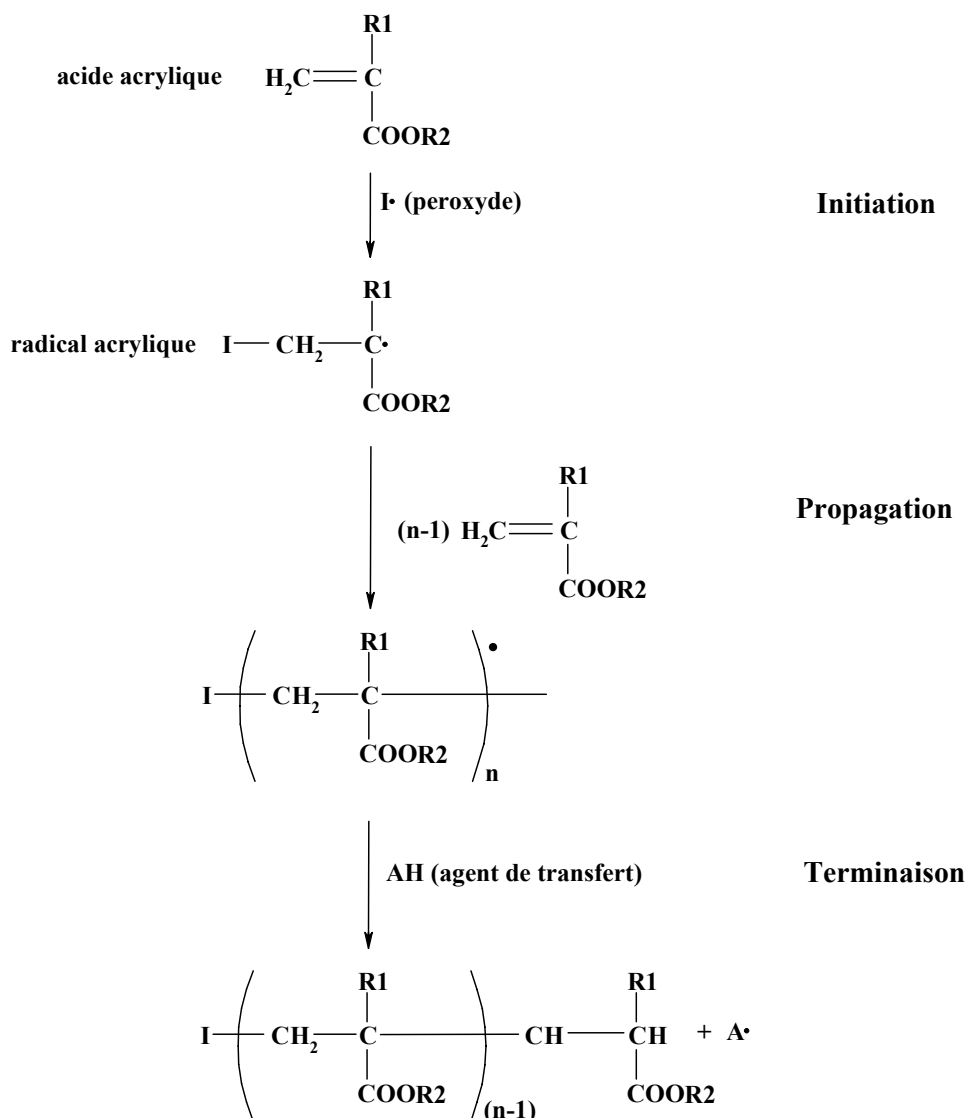 R1
acide acrylique H₂C C
COOR2
I• (peroxyde) Initiation
R1
radical acrylique I CH₂ C•
COOR2
R1
Propagation
(n-1) H₂C C
COOR2
R1 •
I CH₂ C
COOR2
n
AH (agent de transfert) Terminaison
R1 R1
I CH₂ C CH CH + A•
COOR2 COOR2
(n-1)